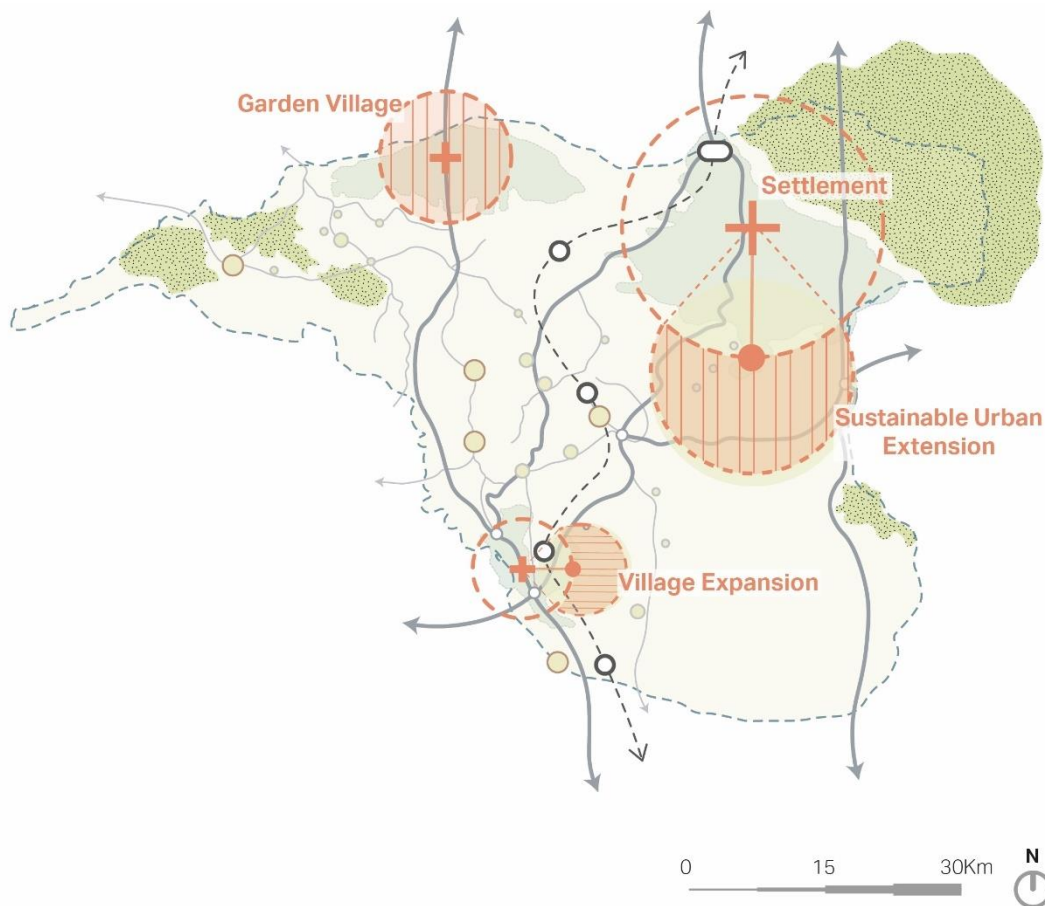 Garden Village
Settlement
Sustainable Urban
Extension
Village Expansion
0 15 30Km
N